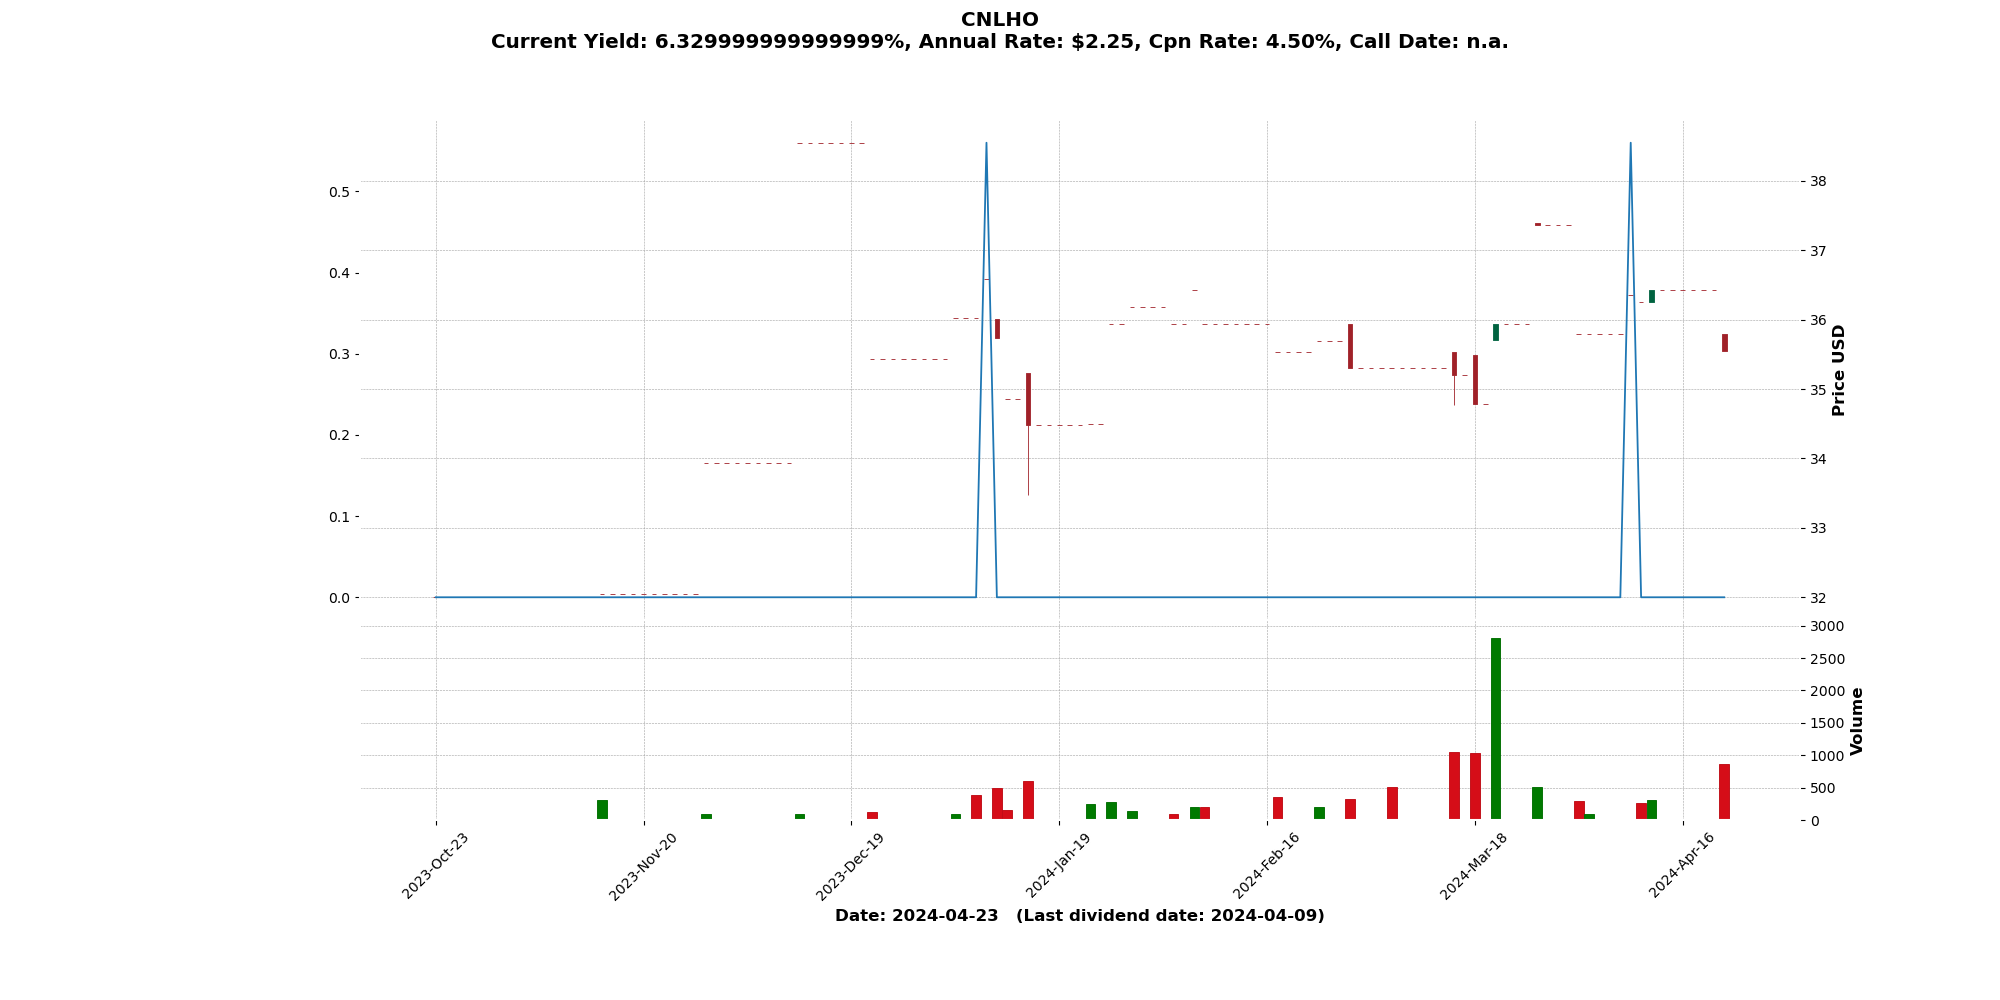 CNLHO
Current Yield: 6.329999999999999%, Annual Rate: $2.25, Cpn Rate: 4.50%, Call Date: n.a.
0.5
0.4
0.3
0.2
0.1
0.0
38
37
36
35
34
33
32
Price USD
3000
2500
2000
1500
1000
500
0
Volume
2023-Oct-23
2023-Nov-20
2023-Dec-19
2024-Jan-19
2024-Feb-16
2024-Mar-18
2024-Apr-16
Date: 2024-04-23 (Last dividend date: 2024-04-09)